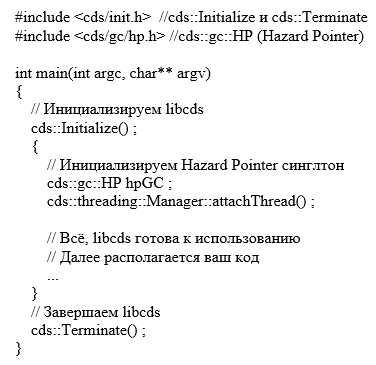 #include <cds/init.h>  //cds::Initialize и cds::Terminate
#include <cds/gc/hp.h> //cds::gc::HP (Hazard Pointer)

int main(int argc, char** argv)
{
    // Инициализируем libcds
    cds::Initialize() ;
    {
        // Инициализируем Hazard Pointer синглтон
        cds::gc::HP hpGC ;
        cds::threading::Manager::attachThread() ;

        // Всё, libcds готова к использованию
        // Далее располагается ваш код
        ...
    }
    // Завершаем libcds
    cds::Terminate() ;
}